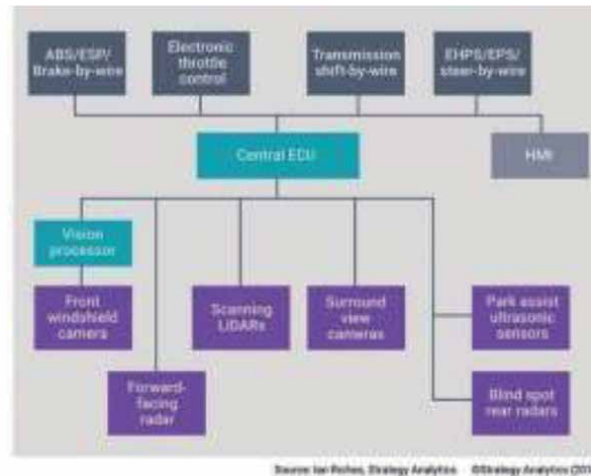 ABS/ESP/
Brake-by-wire
Electronic
throttle
control
Transmission
shift-by-wire
EHPS/EPS/
steer-by-wire
Central ECU
HMI
Vision
processor
Front
windshield
camera
Scanning
LiDARs
Surround
view
cameras
Park assist
ultrasonic
sensors
Forward-
facing
radar
Blind spot
rear radars
Source: Ian Riches, Strategy Analytics ©Strategy Analytics (201